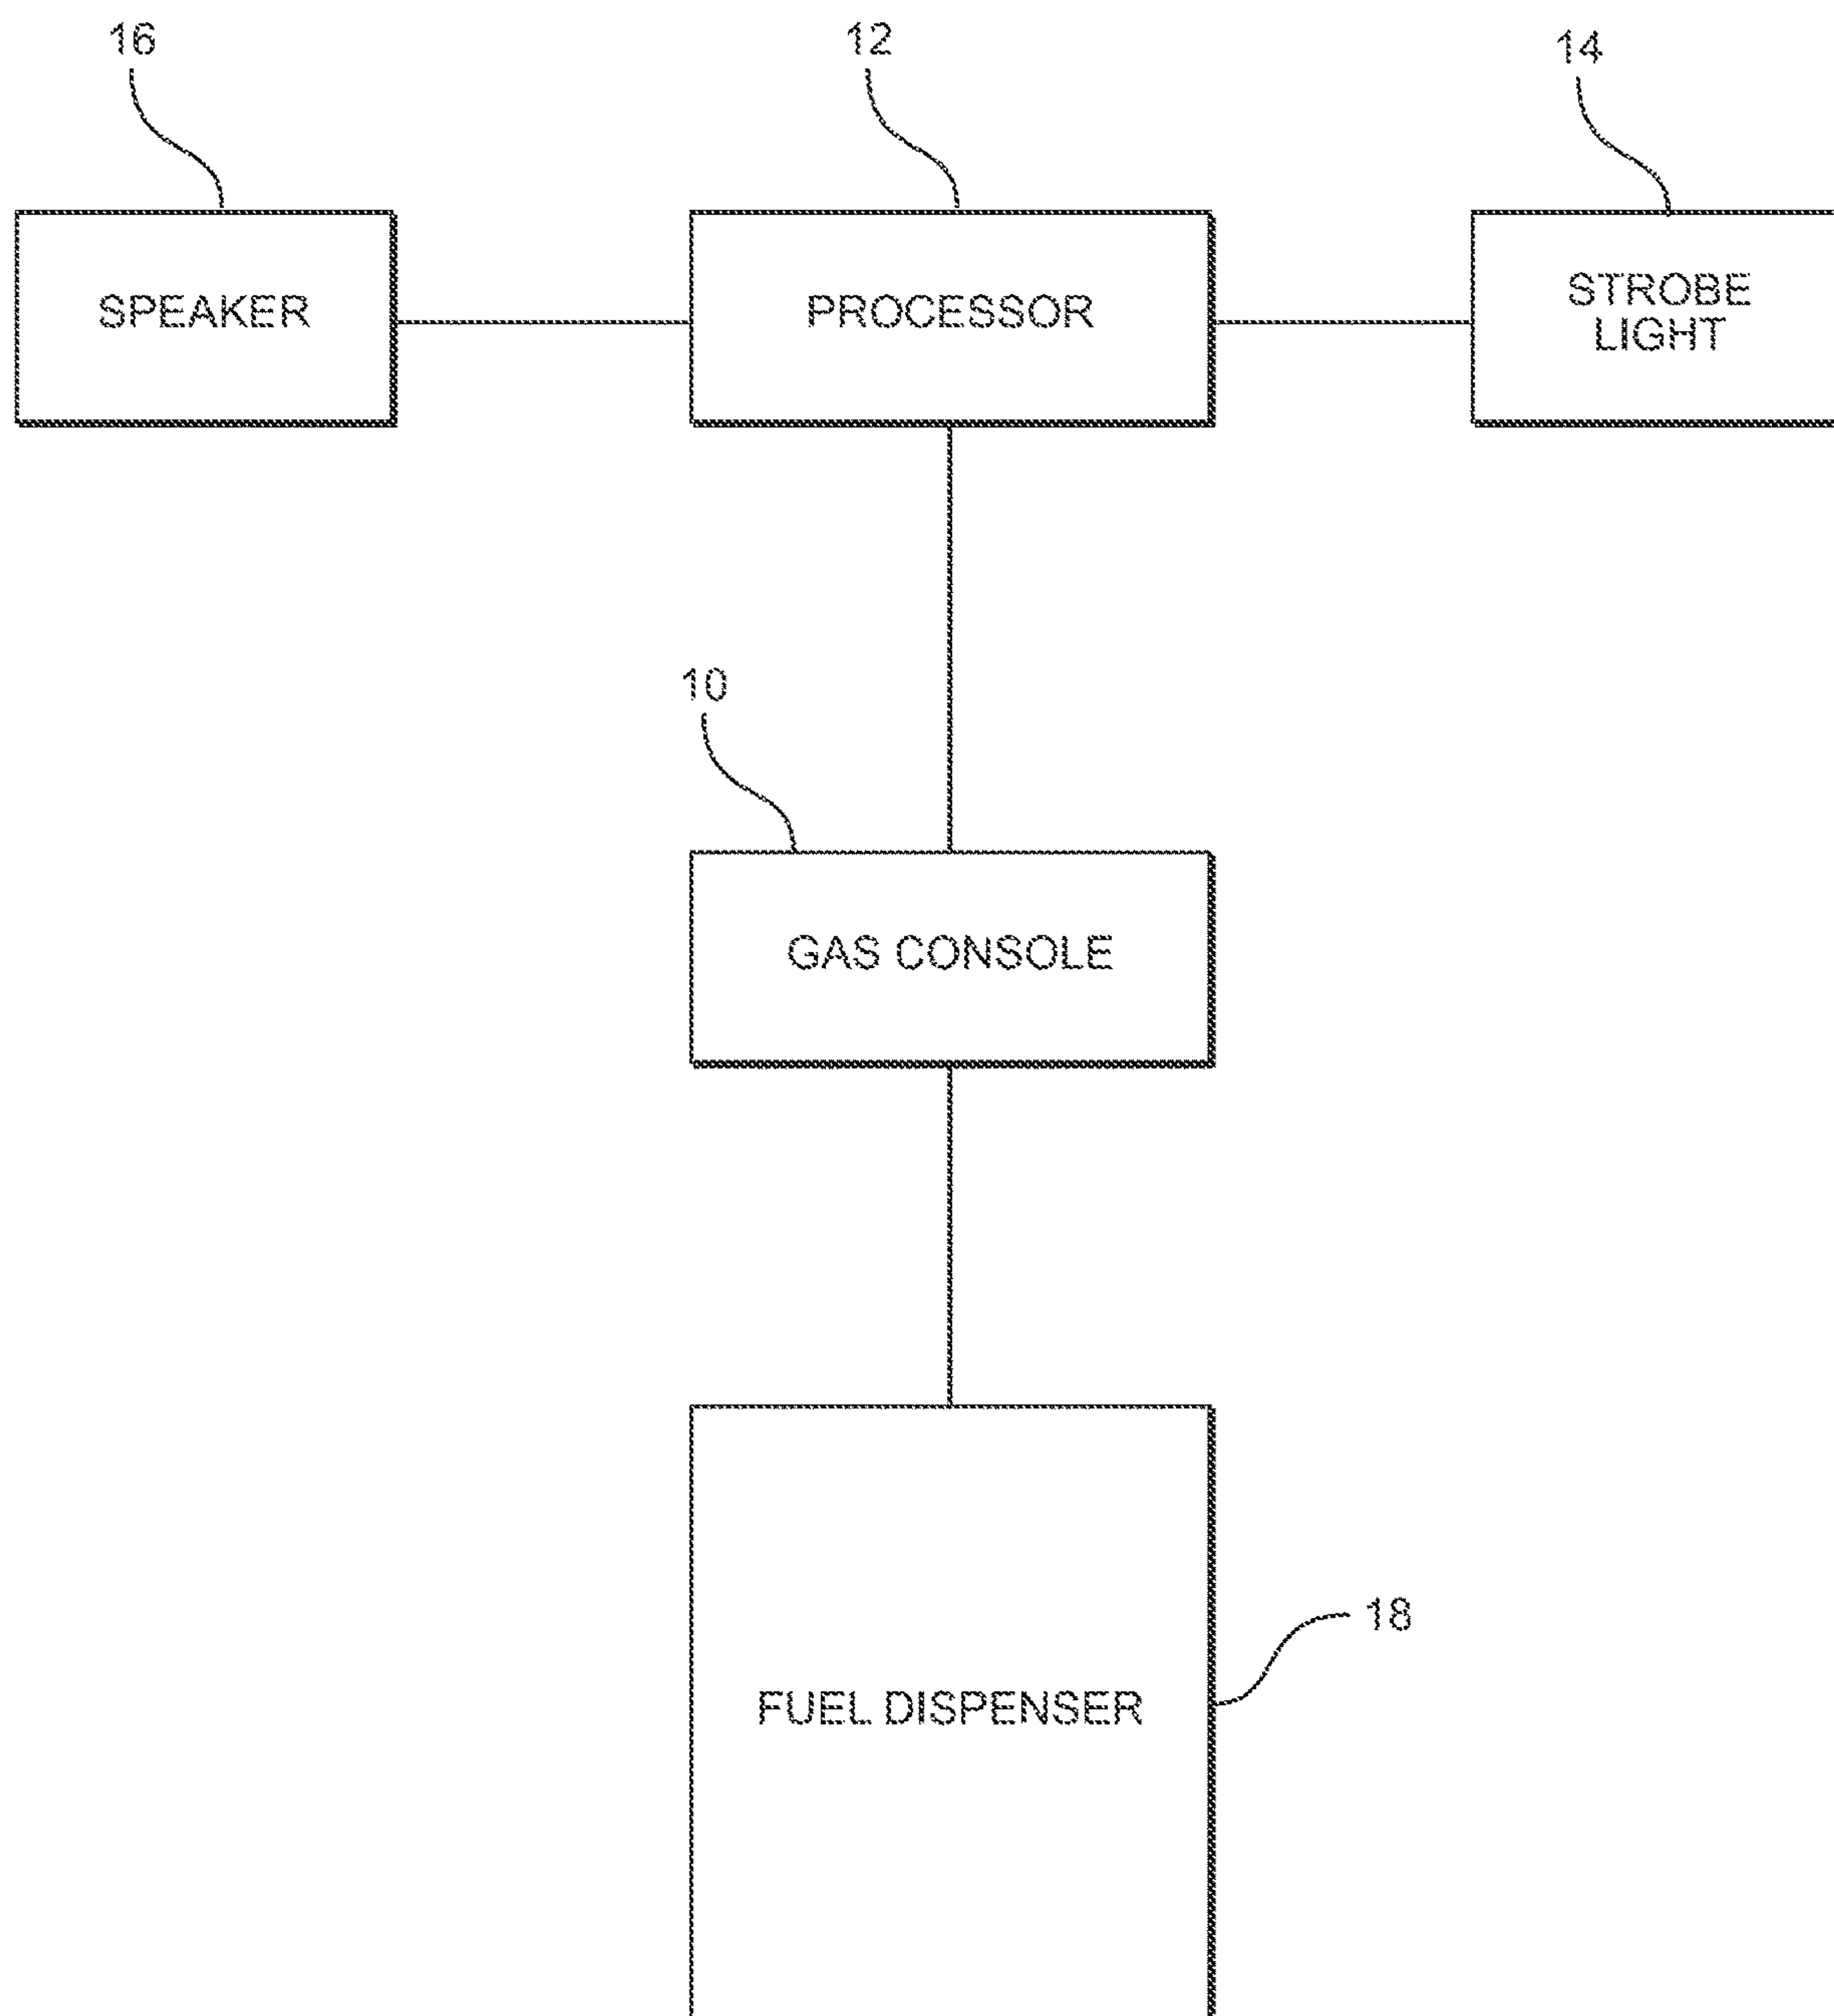 16
12
14
SPEAKER
PROCESSOR
STROBE
LIGHT
10
GAS CONSOLE
18
FUEL DISPENSER